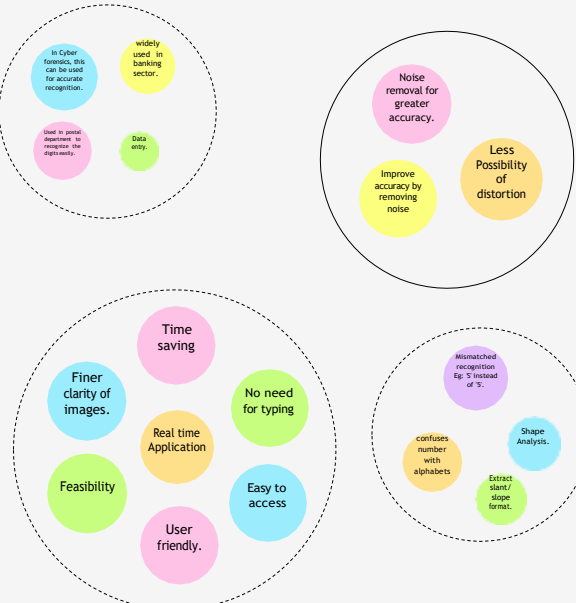 In Cyber
forensics, this
can be used
for accurate
recognition.
widely
used in
banking
sector.
Used in postal
department to
recognize the
digits easily.
Data
entry.
Noise
removal for
greater
accuracy.
Improve
accuracy by
removing
noise
Less
Possibility
of
distortion
Time
saving
Finer
clarity of
images.
No need
for typing
Real time
Application
Feasibility
Easy to
access
User
friendly.
Mismatched
recognition
Eg: 'S' instead
of '5'.
confuses
number
with
alphabets
Shape
Analysis.
Extract
slant/
slope
format.